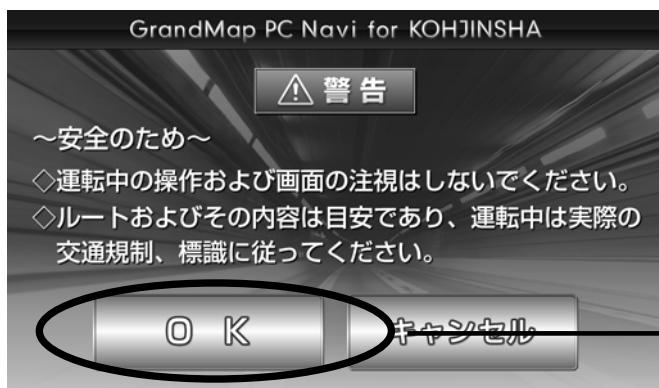 GrandMap PC Navi for KOHJINSHA
警告
～安全のため～
◇運転中の操作および画面の注視はしないでください。
◇ルートおよびその内容は目安であり、運転中は実際の
交通規制、標識に従ってください。
OK
キャンセル